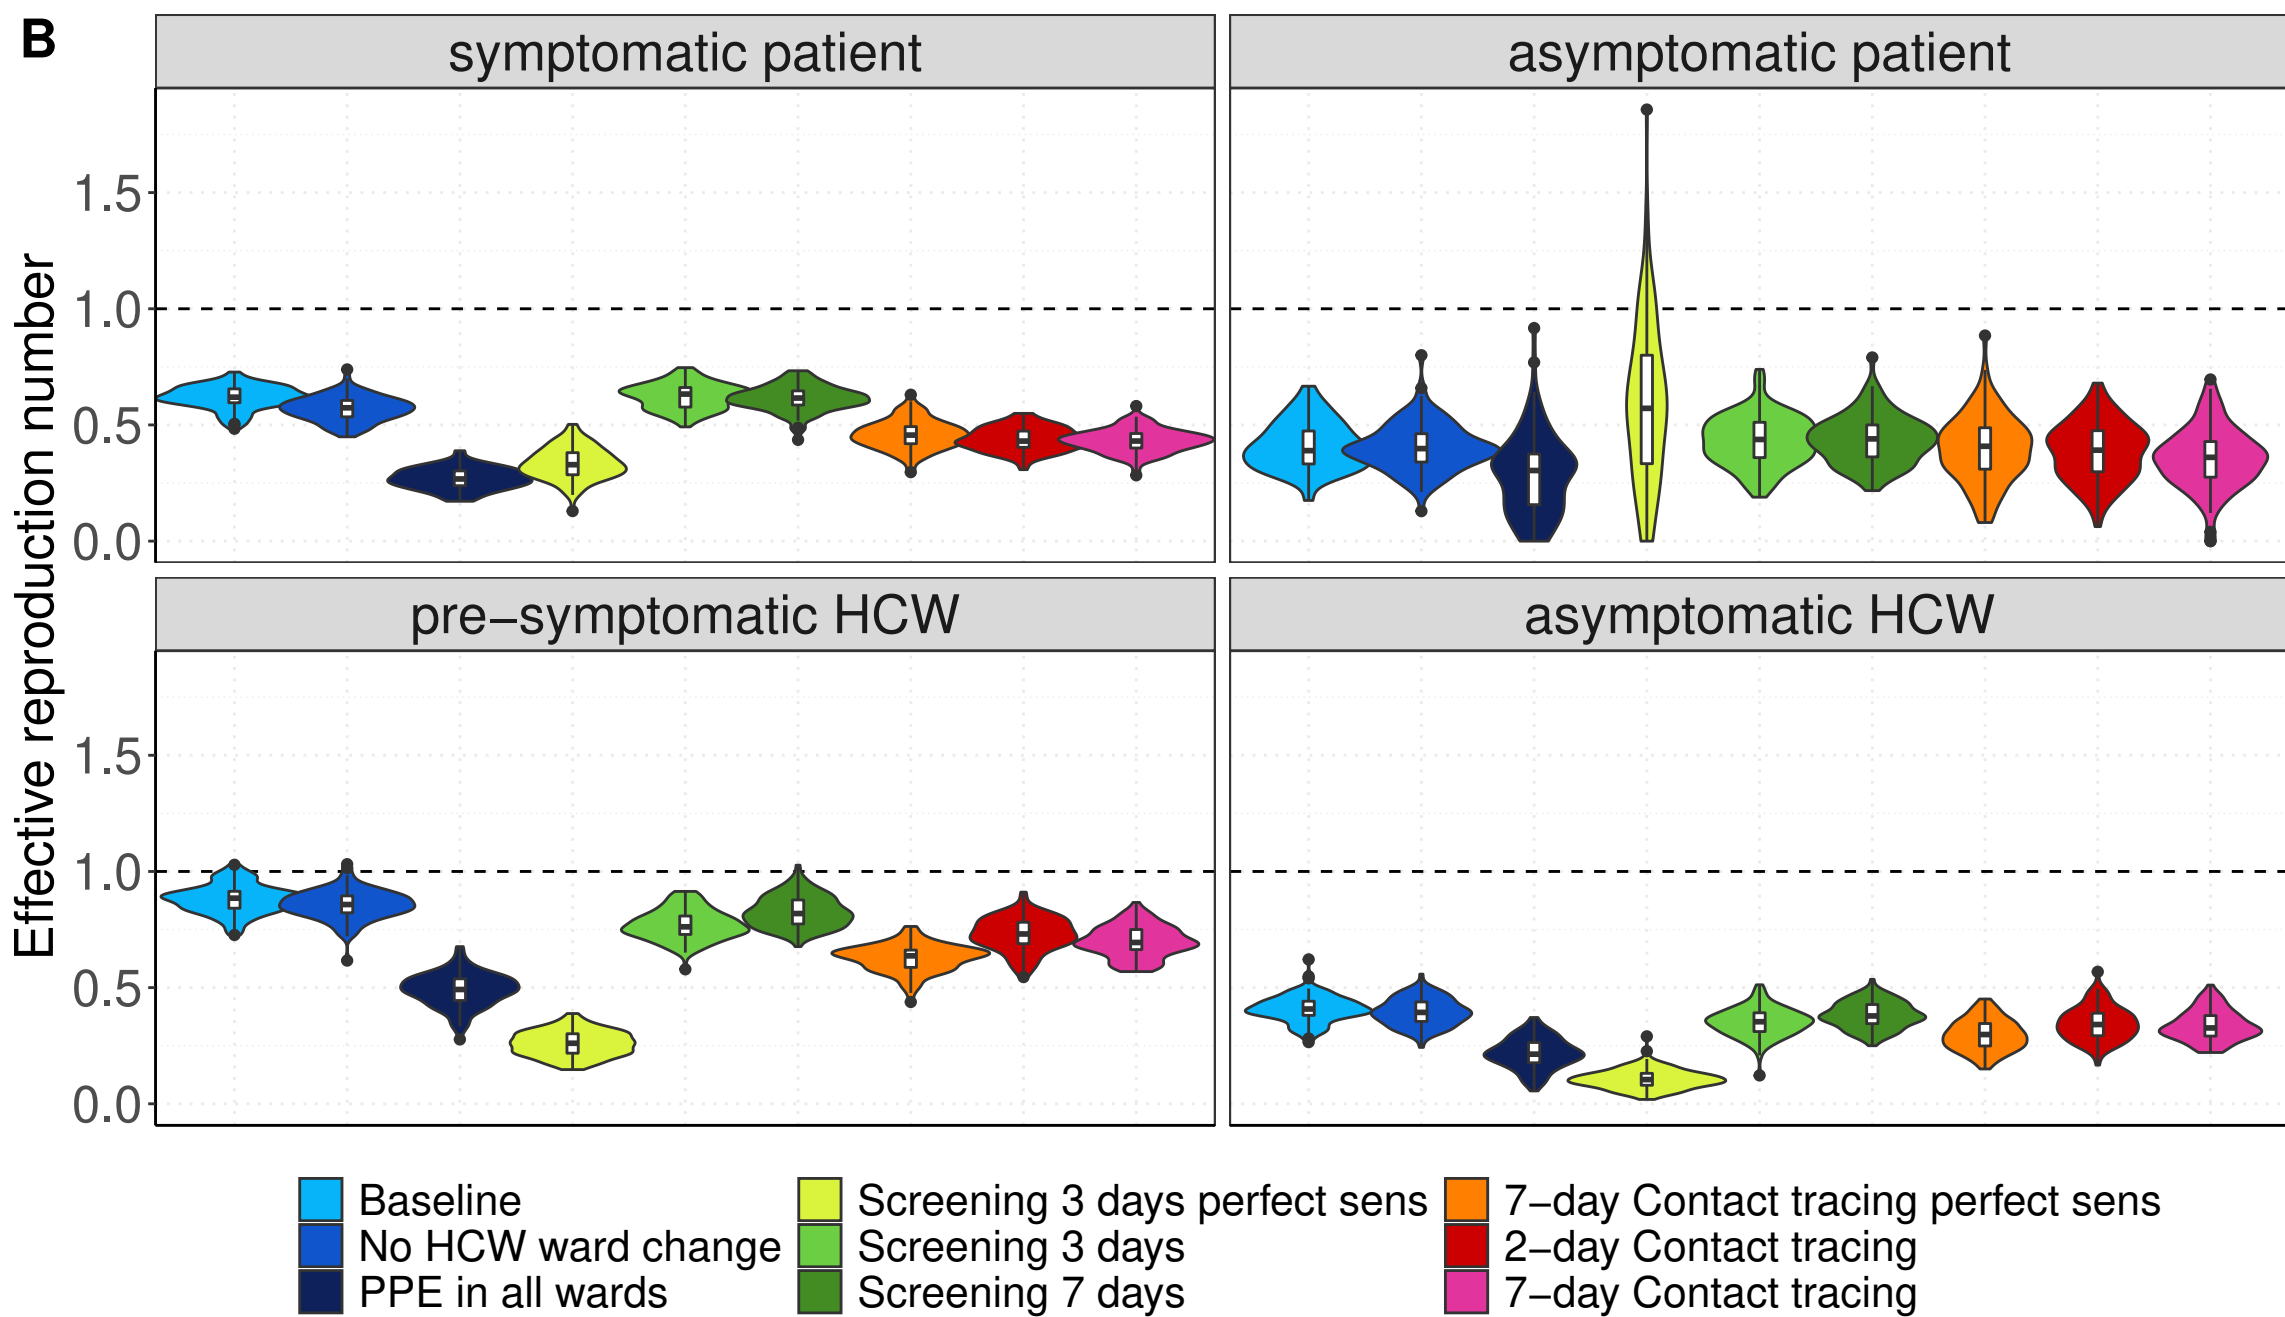 B
symptomatic patient
asymptomatic patient
Effective reproduction number
1.5
1.0
0.5
0.0
pre−symptomatic HCW
asymptomatic HCW
1.5
1.0
0.5
0.0
Baseline
No HCW ward change
PPE in all wards
Screening 3 days perfect sens
Screening 3 days
Screening 7 days
7−day Contact tracing perfect sens
2−day Contact tracing
7−day Contact tracing